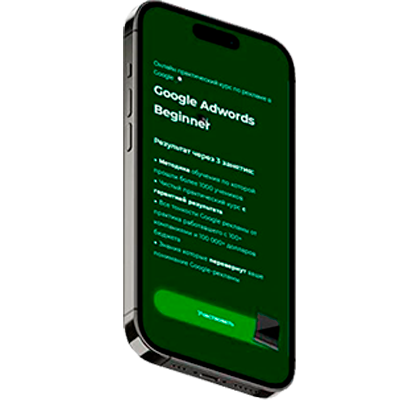 Онлайн практический курс по рекламе в
Google
Google Adwords
Beginner
Результат через 3 занятия:
• Методика обучения по которой
прошли более 1000 учеников
• Чистый практический курс с
гарантией результата
• Все тонкости Google рекламы от
практика работавшего с 100+
компаниями и 100 000+ долларов
бюджета
• Знания которые перевернут ваше
понимание Google-рекламы
Участвовать